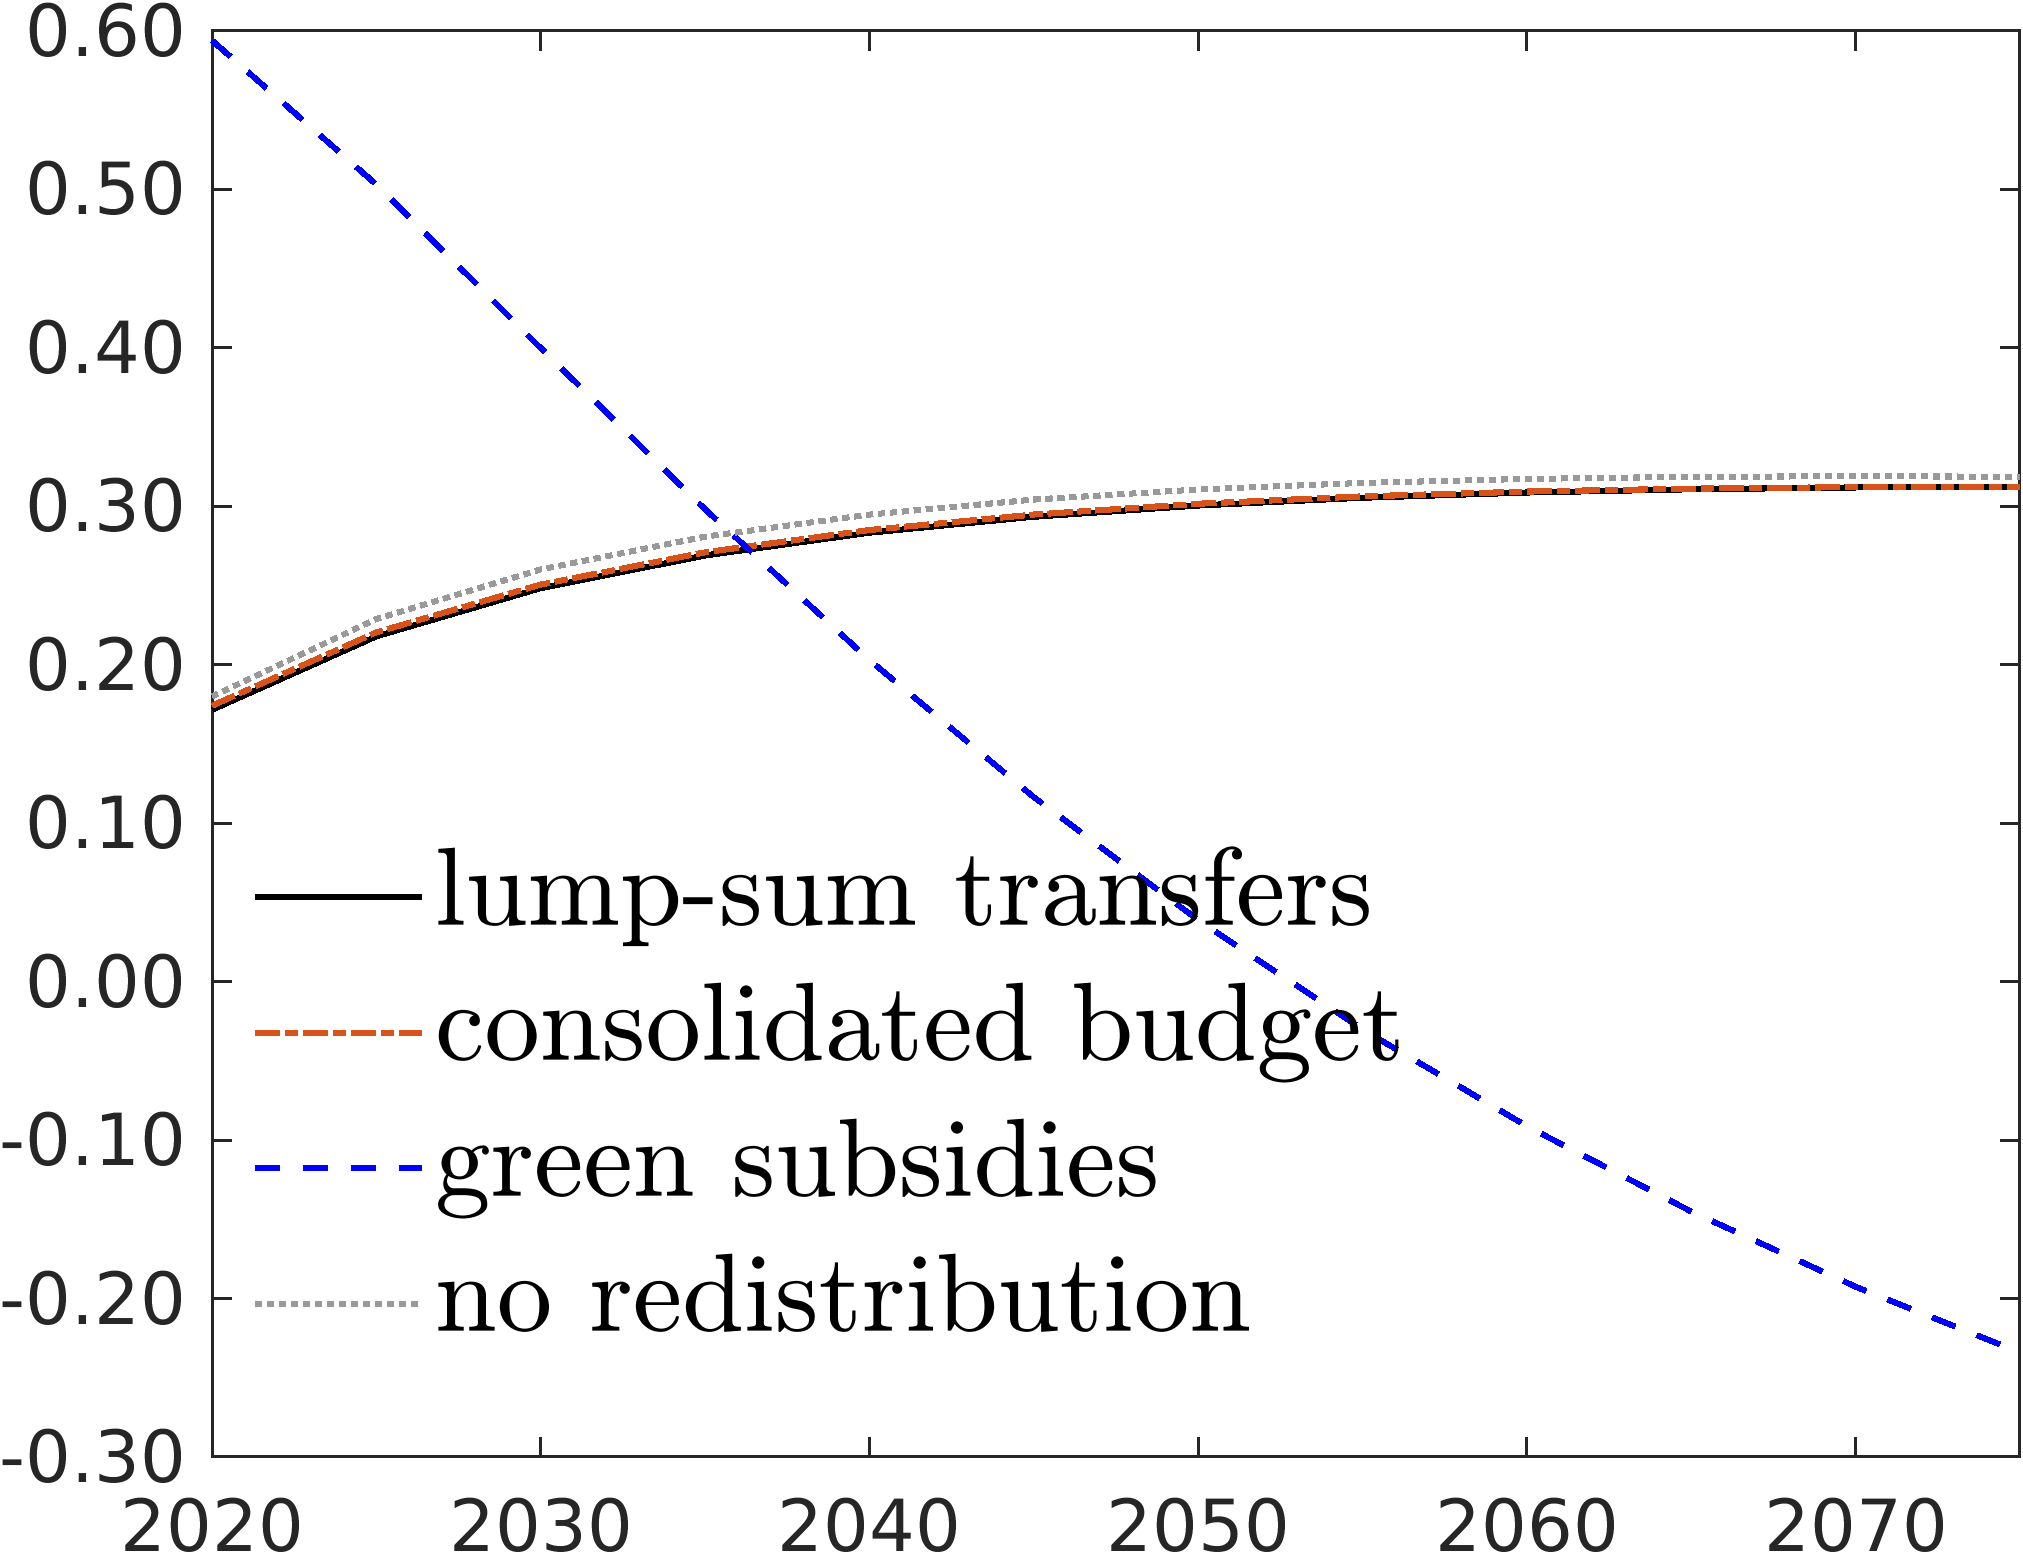 0.60
0.50
0.40
0.30
0.20
0.10
0.00
-0.10
-0.20
-0.30
lump-sum transfers
consolidated budget
green subsidies
no redistribution
2020 2030 2040 2050 2060 2070